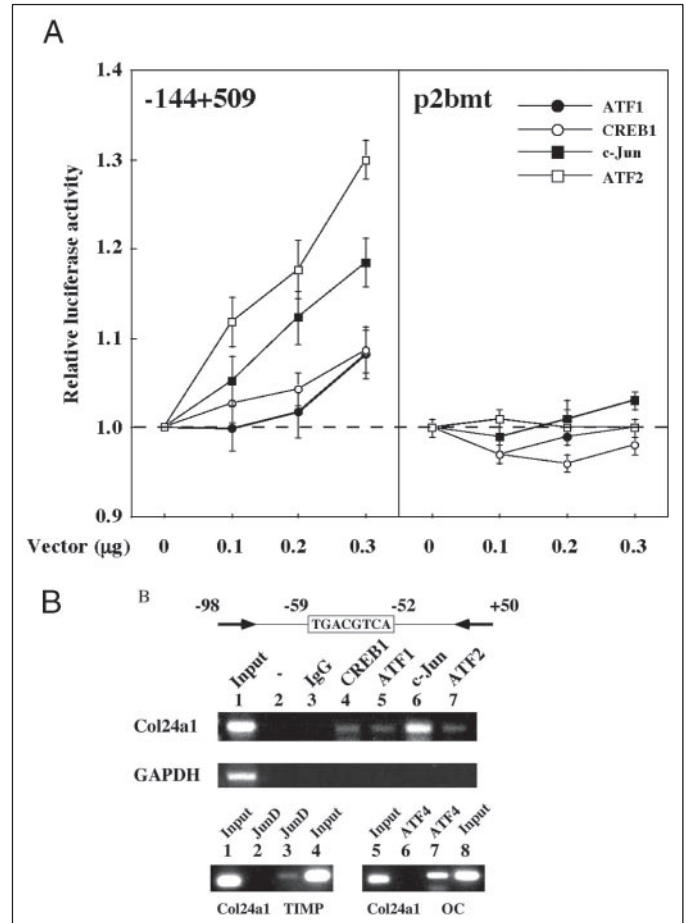 A
1.4
1.3
1.2
1.1
1.0
0.9
Relative luciferase activity
-144+509
p2bmt
ATF1
CREB1
c-Jun
ATF2
Vector (µg) 0 0.1 0.2 0.3 0 0.1 0.2 0.3
B
B
-98 -59 -52 +50
TGACGTCA
Input - IgG CREB1 ATF1 c-Jun ATF2
1 2 3 4 5 6 7
Col24a1
GAPDH
Input JunD JunD Input Input ATF4 ATF4 Input
1 2 3 4 5 6 7 8
Col24a1 TIMP Col24a1 OC